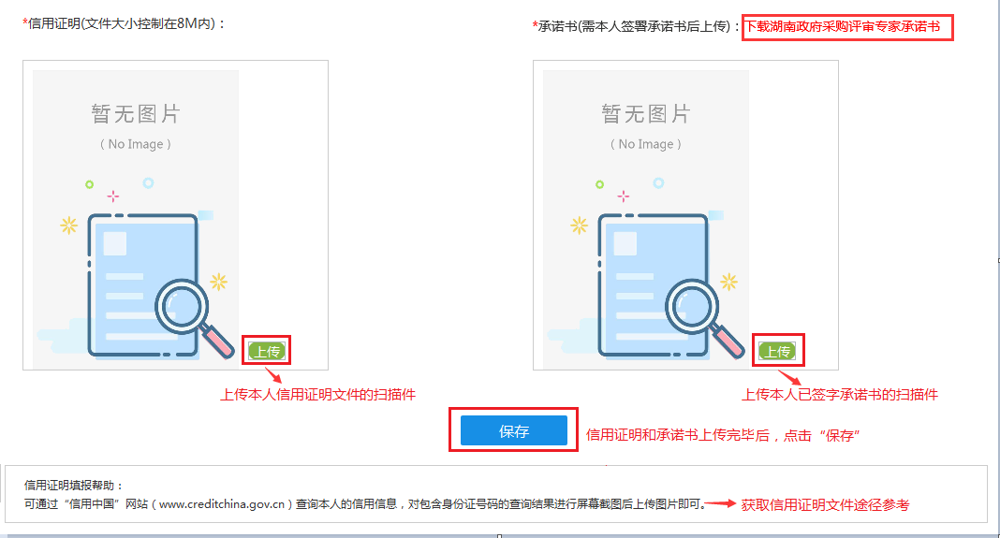 *信用证明(文件大小控制在8M内)：
*承诺书(需本人签署承诺书后上传)：下载湖南政府采购评审专家承诺书
暂无图片
( No Image )
暂无图片
( No Image )
上传
上传
上传本人信用证明文件的扫描件
上传本人已签字承诺书的扫描件
保存
信用证明和承诺书上传完毕后，点击“保存”
信用证明填报帮助：
可通过“信用中国”网站（www.creditchina.gov.cn）查询本人的信用信息，对包含身份证号码的查询结果进行屏幕截图后上传图片即可。
获取信用证明文件途径参考